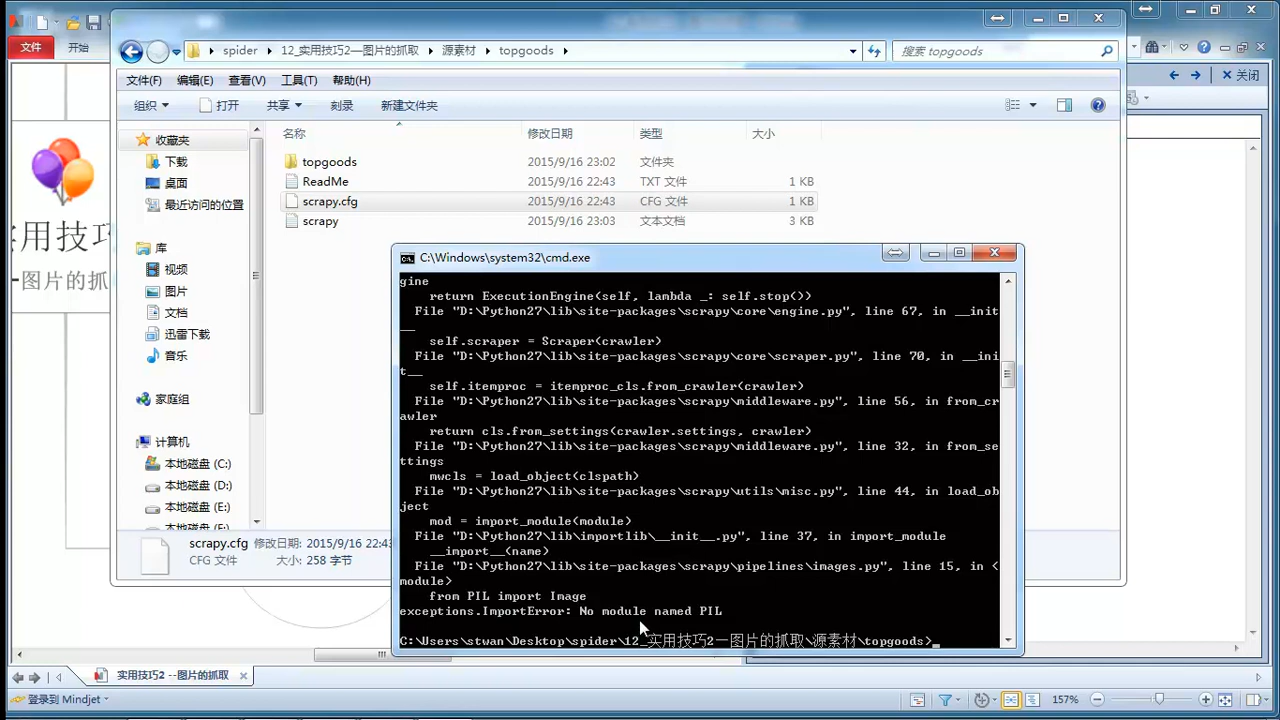 spider
12_实用技巧2—图片的抓取
源素材
topgoods
搜索 topgoods
文件
开始
文件(F)
编辑(E)
查看(V)
工具(T)
帮助(H)
关闭
组织
打开
共享
刻录
新建文件夹
收藏夹
下载
桌面
最近访问的位置
库
视频
图片
文档
迅雷下载
音乐
家庭组
计算机
本地磁盘 (C:)
本地磁盘 (D:)
本地磁盘 (E:)
名称
修改日期
类型
大小
topgoods
2015/9/16 23:02
文件夹
ReadMe
2015/9/16 22:43
TXT 文件
1 KB
scrapy.cfg
2015/9/16 22:43
CFG 文件
1 KB
scrapy
2015/9/16 23:03
文本文档
3 KB
实用技巧
图片的抓取
C:\Windows\system32\cmd.exe
gine
return ExecutionEngine(self, lambda _: self.stop())
File "D:\Python27\lib\site-packages\scrapy\core\engine.py", line 67, in __init
__
self.scraper = Scraper(crawler)
File "D:\Python27\lib\site-packages\scrapy\core\scraper.py", line 70, in __ini
t__
self.itemproc = itemproc_cls.from_crawler(crawler)
File "D:\Python27\lib\site-packages\scrapy\middleware.py", line 56, in from_cr
awler
return cls.from_settings(crawler.settings, crawler)
File "D:\Python27\lib\site-packages\scrapy\middleware.py", line 32, in from_se
ttings
mwcls = load_object(clspath)
File "D:\Python27\lib\site-packages\scrapy\utils\misc.py", line 44, in load_ob
ject
mod = import_module(module)
File "D:\Python27\lib\importlib\__init__.py", line 37, in import_module
__import__(name)
File "D:\Python27\lib\site-packages\scrapy\pipelines\images.py", line 15, in <
module>
from PIL import Image
exceptions.ImportError: No module named PIL
C:\Users\stwan\Desktop\spider\12_实用技巧2—图片的抓取\源素材\topgoods>_
scrapy.cfg
修改日期: 2015/9/16 22:43
CFG 文件
大小: 258 字节
实用技巧2 --图片的抓取
登录到 Mindjet
157%